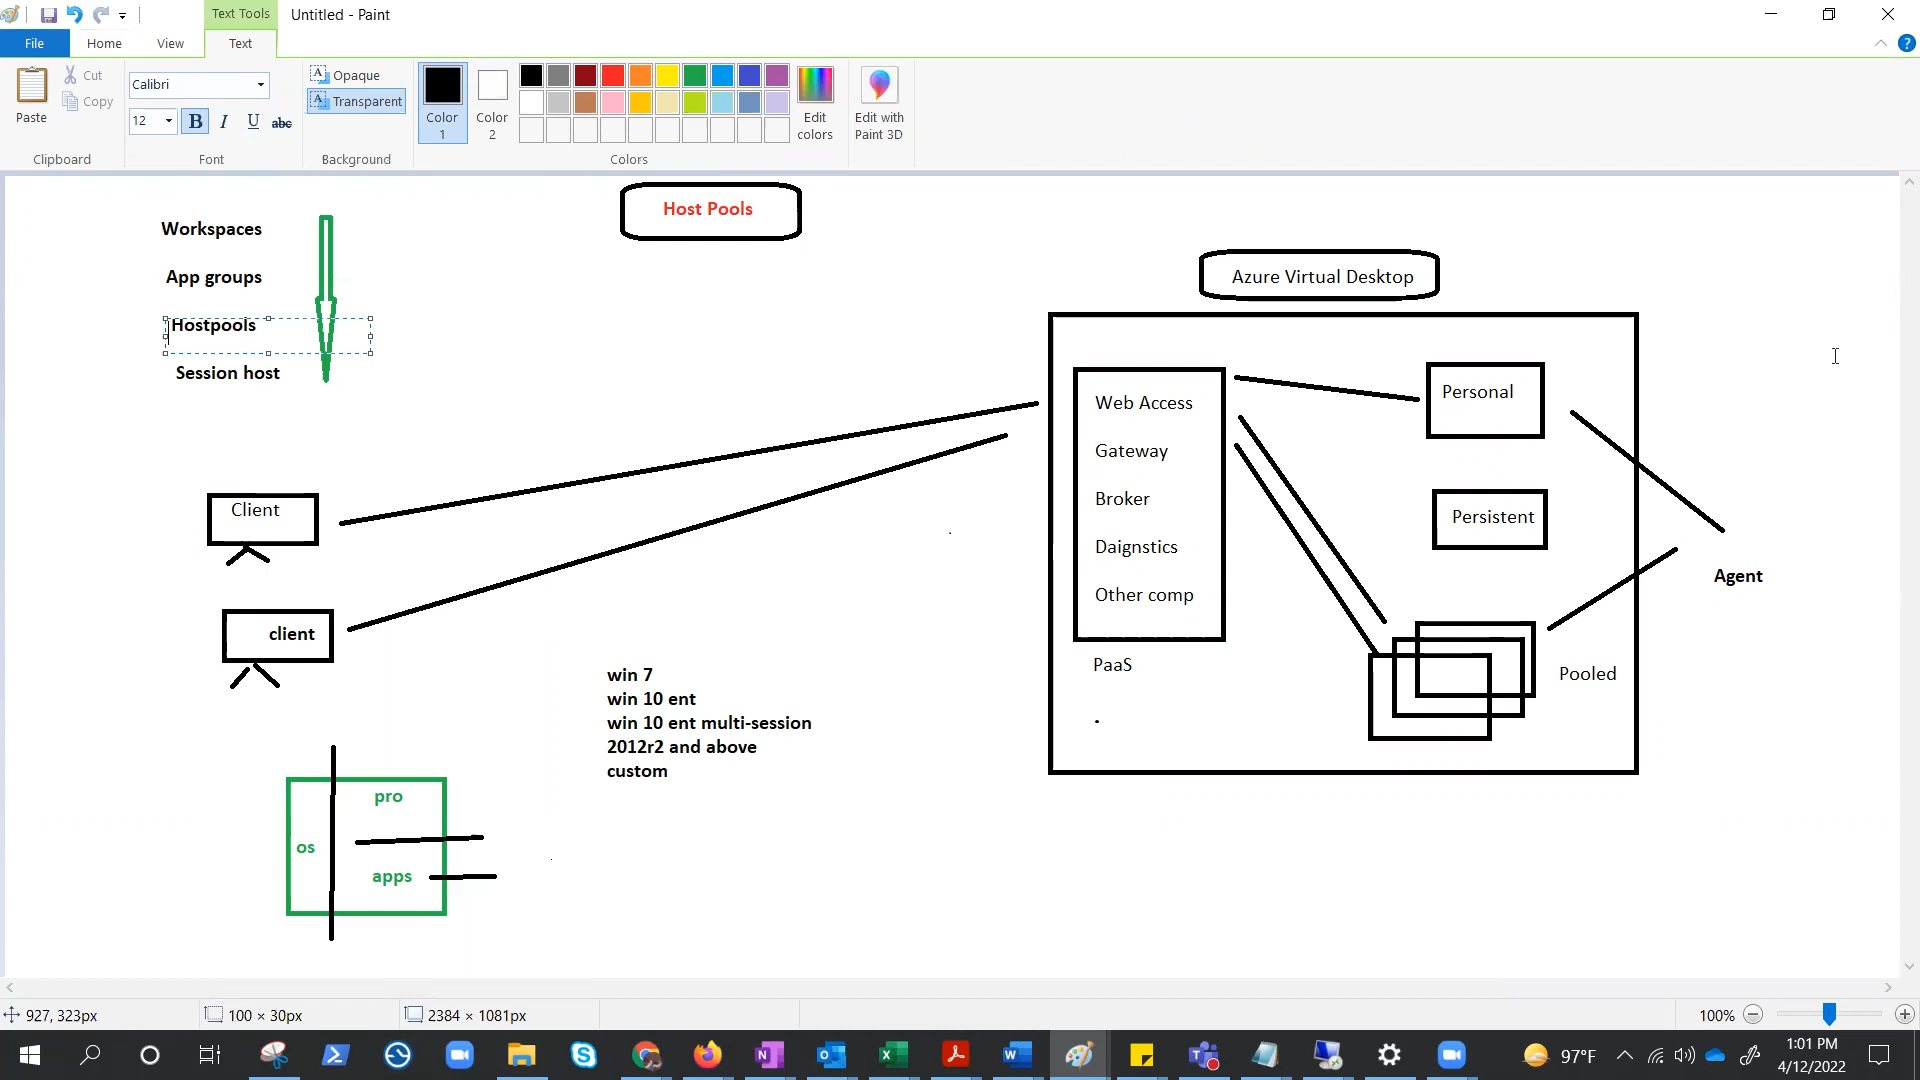 Text Tools
Untitled - Paint
File
Home
View
Text
Paste
Cut
Copy
Clipboard
Calibri
12
B
I
U
abc
Font
Opaque
Transparent
Background
Color
1
Color
2
Edit
colors
Colors
Edit with
Paint 3D
Host Pools
Workspaces
App groups
Hostpools
Session host
Azure Virtual Desktop
Web Access
Gateway
Broker
Daignstics
Other comp
PaaS
Personal
Persistent
Pooled
Agent
Client
client
win 7
win 10 ent
win 10 ent multi-session
2012r2 and above
custom
pro
os
apps
927, 323px
100 × 30px
2384 × 1081px
100%
97°F
1:01 PM
4/12/2022